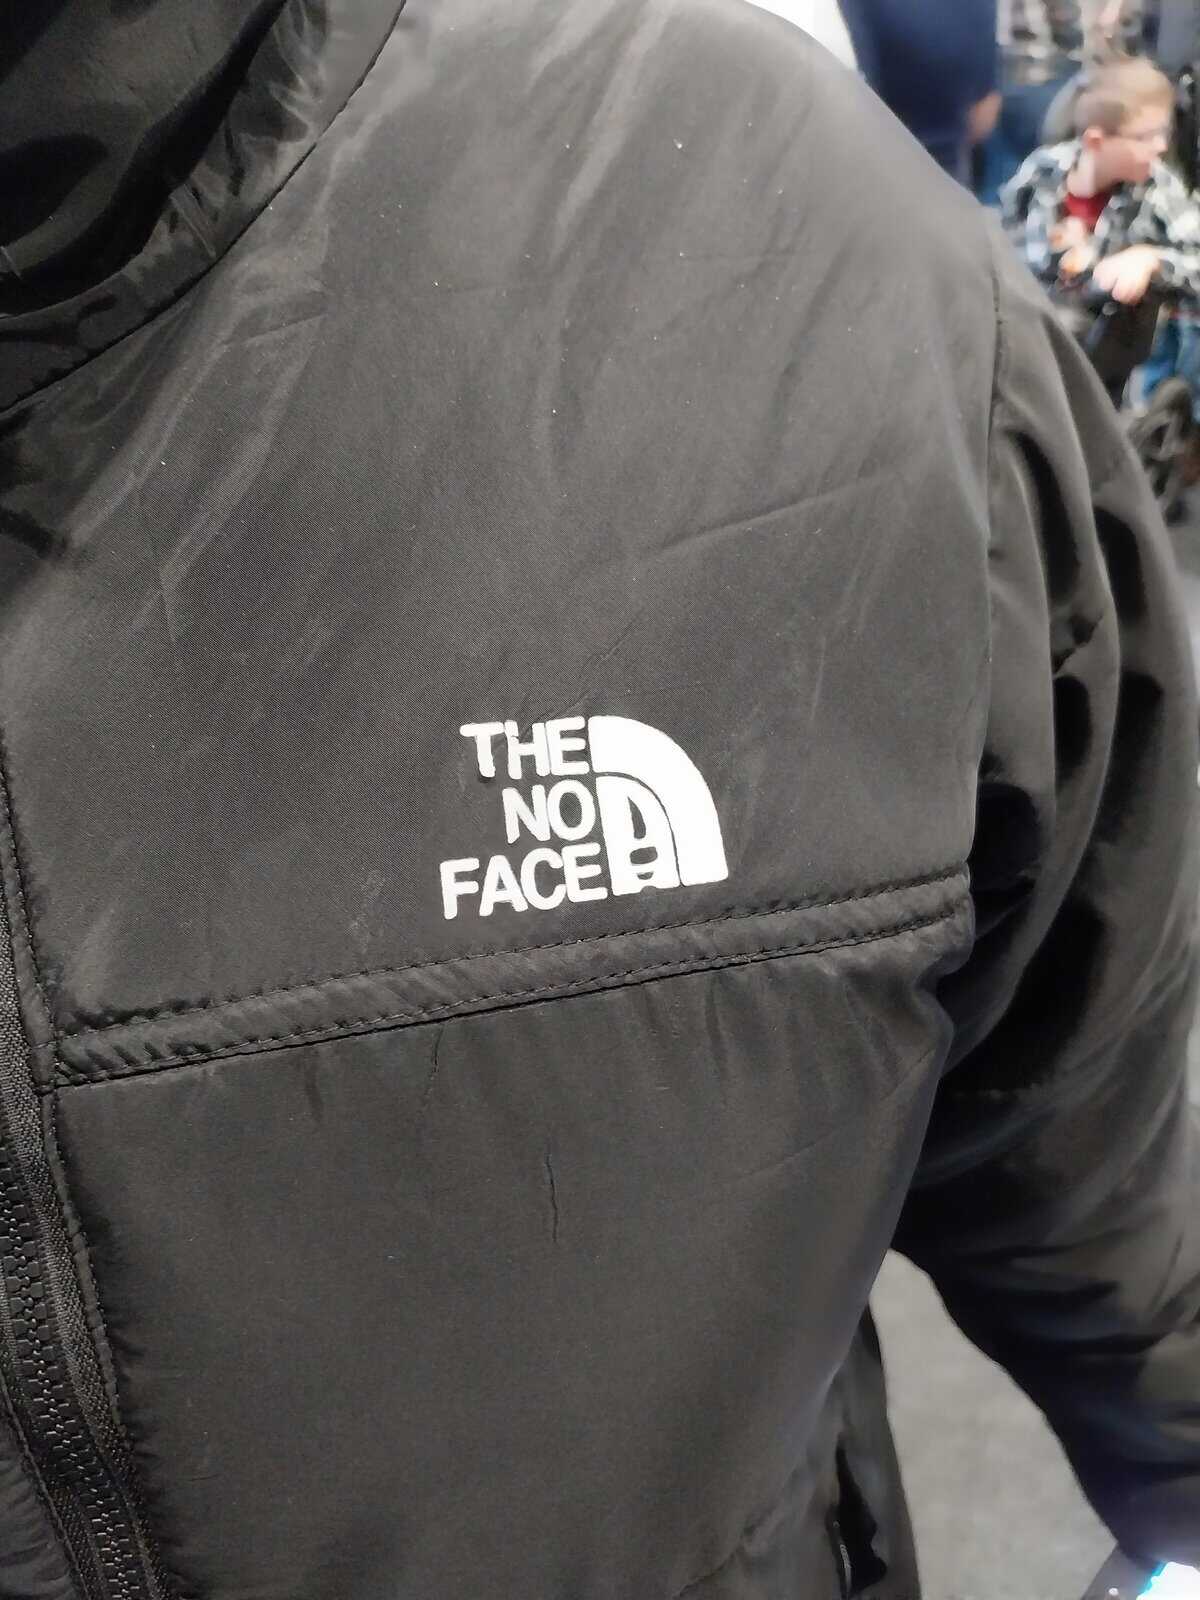 THE
NO
FACE